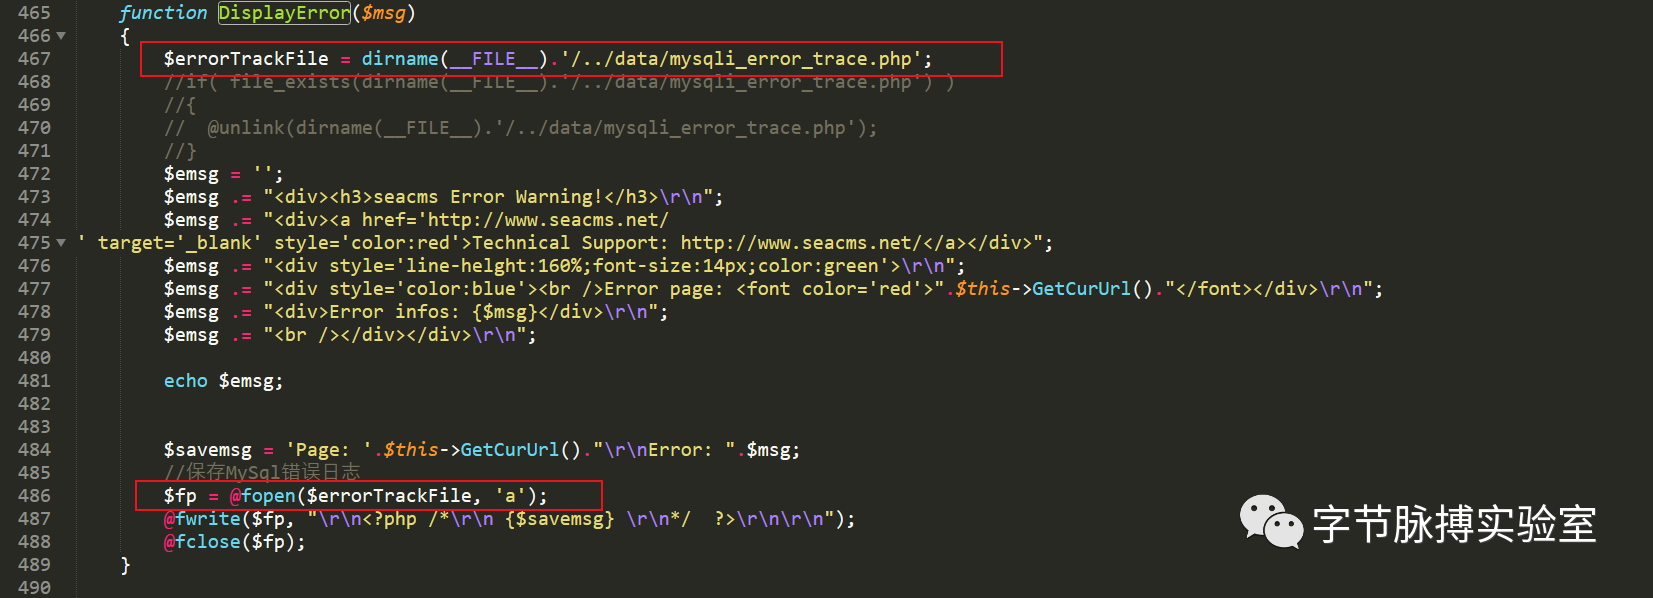 465 function DisplayError($msg)
466 {
467 $errorTrackFile = dirname(__FILE__).'/../data/mysqli_error_trace.php';
468 //if( file_exists(dirname(__FILE__).'/../data/mysqli_error_trace.php') )
469 //{
470 //  @unlink(dirname(__FILE__).'/../data/mysqli_error_trace.php');
471 //}
472 $emsg = '';
473 $emsg .= "<div><h3>seacms Error Warning!</h3>\r\n";
474 $emsg .= "<div><a href='http://www.seacms.net/
475 ' target='_blank' style='color:red'>Technical Support: http://www.seacms.net/</a></div>";
476 $emsg .= "<div style='line-helght:160%;font-size:14px;color:green'>\r\n";
477 $emsg .= "<div style='color:blue'><br />Error page: <font color='red'>".$this->GetCurUrl()."</font></div>\r\n";
478 $emsg .= "<div>Error infos: {$msg}</div>\r\n";
479 $emsg .= "<br /></div></div>\r\n";
480
481 echo $emsg;
482
483
484 $savemsg = 'Page: '.$this->GetCurUrl()."\r\nError: ".$msg;
485 //保存MySql错误日志
486 $fp = @fopen($errorTrackFile, 'a');
487 @fwrite($fp, "\r\n<?php /*\r\n {$savemsg} \r\n*/  ?>\r\n\r\n");
488 @fclose($fp);
489 }
490
字节脉搏实验室